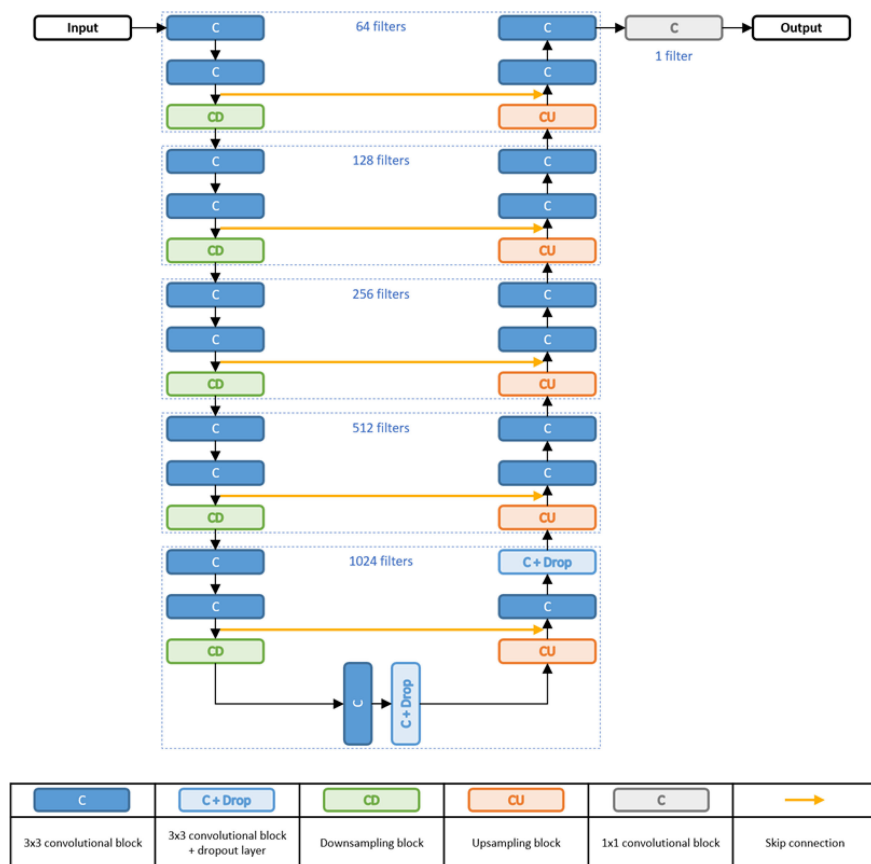 Input
C
64 filters
C
C
Output
1 filter
C
C
CD
CU
C
128 filters
C
C
C
CD
CU
C
256 filters
C
C
C
CD
CU
C
512 filters
C
C
C
CD
CU
C
1024 filters
C + Drop
C
C
CD
CU
C
C + Drop
C
C + Drop
CD
CU
C
3x3 convolutional block
3x3 convolutional block
+ dropout layer
Downsampling block
Upsampling block
1x1 convolutional block
Skip connection